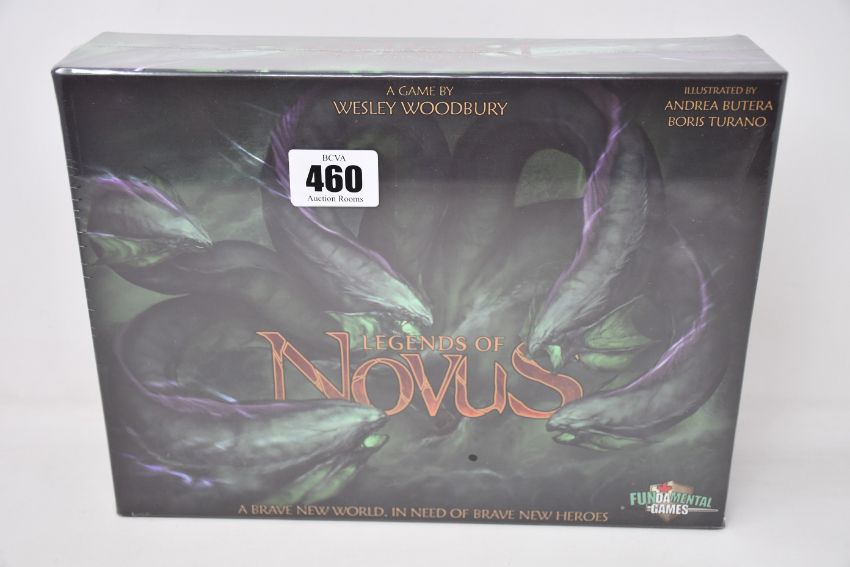 A GAME BY
WESLEY WOODBURY
ILLUSTRATED BY
ANDREA BUTERA
BORIS TURANO
BCVA
460
Auction Rooms
LEGENDS OF
NOVUS
FUNDAMENTAL
GAMES
A BRAVE NEW WORLD, IN NEED OF BRAVE NEW HEROES